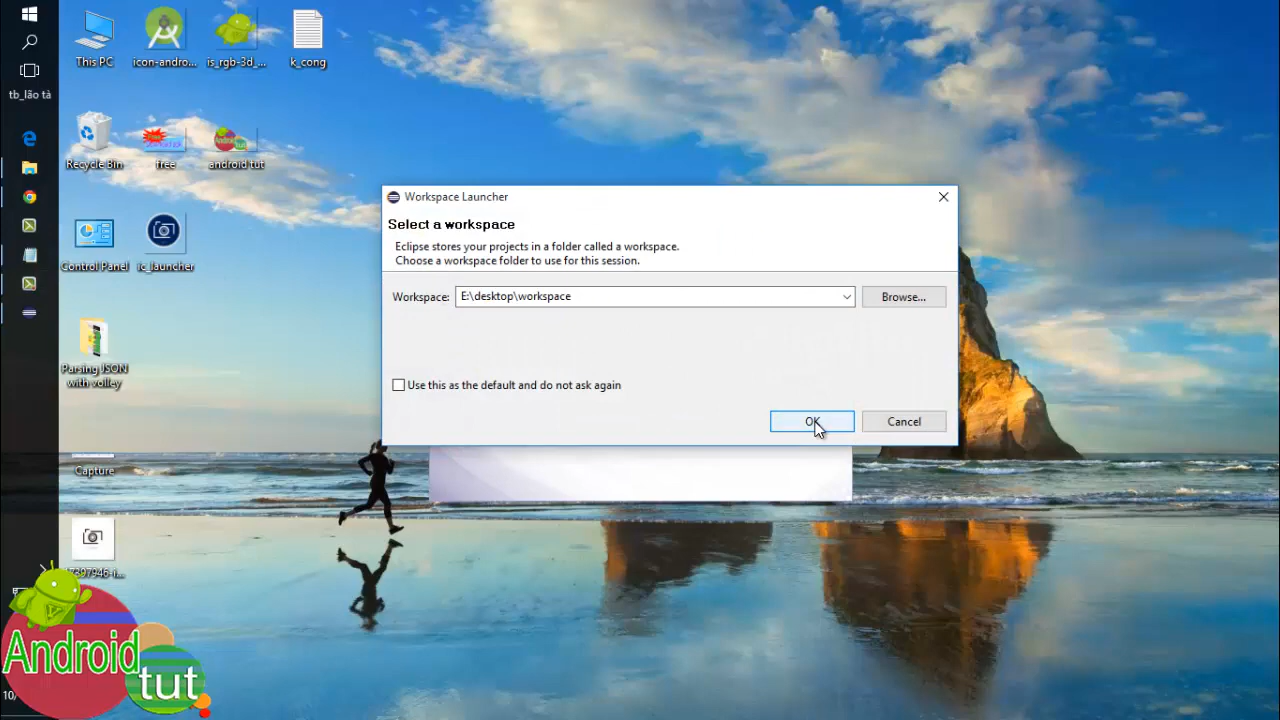 This PC
icon-andro...
is_rgb-3d_...
k_cong
tb_lão tà
Recycle Bin
free
android tut
Control Panel
ic_launcher
Parsing JSON
with volley
Capture
Workspace Launcher
Select a workspace
Eclipse stores your projects in a folder called a workspace.
Choose a workspace folder to use for this session.
Workspace:
E:\desktop\workspace
Browse...
Use this as the default and do not ask again
OK
Cancel
Android
tut